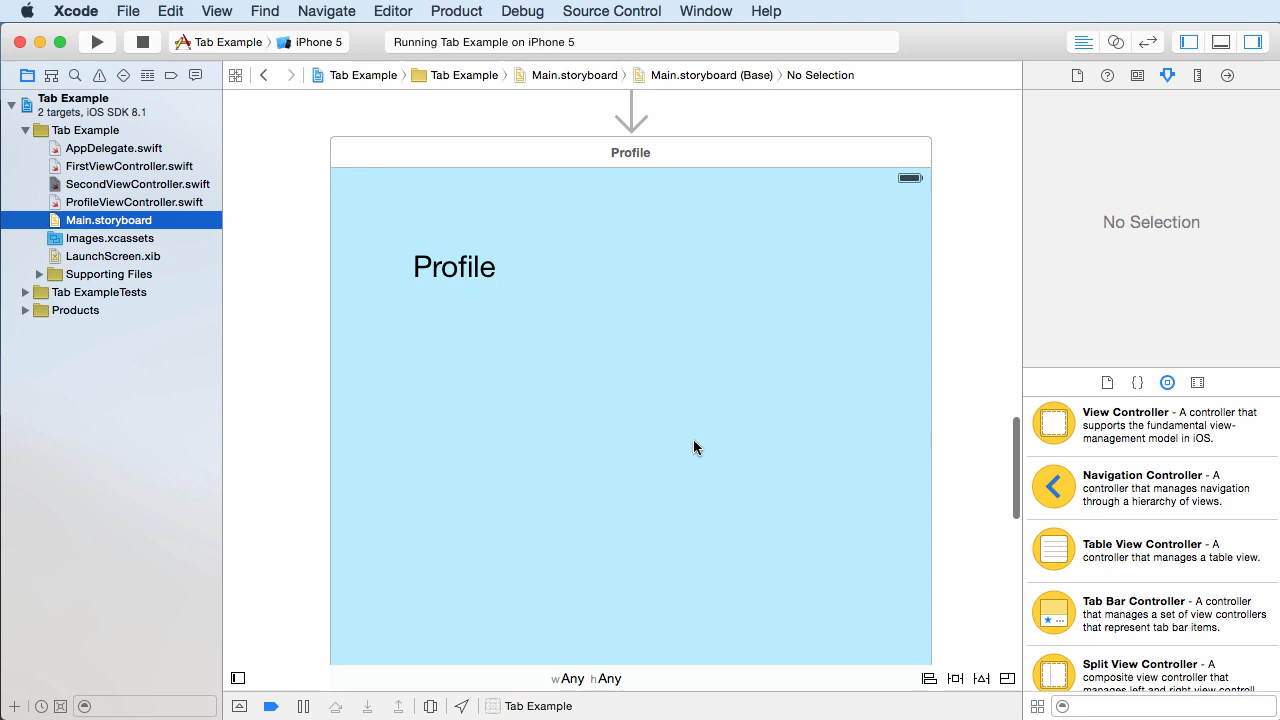 Xcode File Edit View Find Navigate Editor Product Debug Source Control Window Help
Tab Example iPhone 5
Running Tab Example on iPhone 5
Tab Example Tab Example Main.storyboard Main.storyboard (Base) No Selection
Tab Example
2 targets, iOS SDK 8.1
Tab Example
AppDelegate.swift
FirstViewController.swift
SecondViewController.swift
ProfileViewController.swift
Main.storyboard
Images.xcassets
LaunchScreen.xib
Supporting Files
Tab ExampleTests
Products
Profile
Profile
wAny hAny
Tab Example
No Selection
View Controller - A controller that
supports the fundamental view-
management model in iOS.
Navigation Controller - A
controller that manages navigation
through a hierarchy of views.
Table View Controller - A
controller that manages a table view.
Tab Bar Controller - A controller
that manages a set of view controllers
that represent tab bar items.
Split View Controller - A
composite view controller that
manages left and right view controll